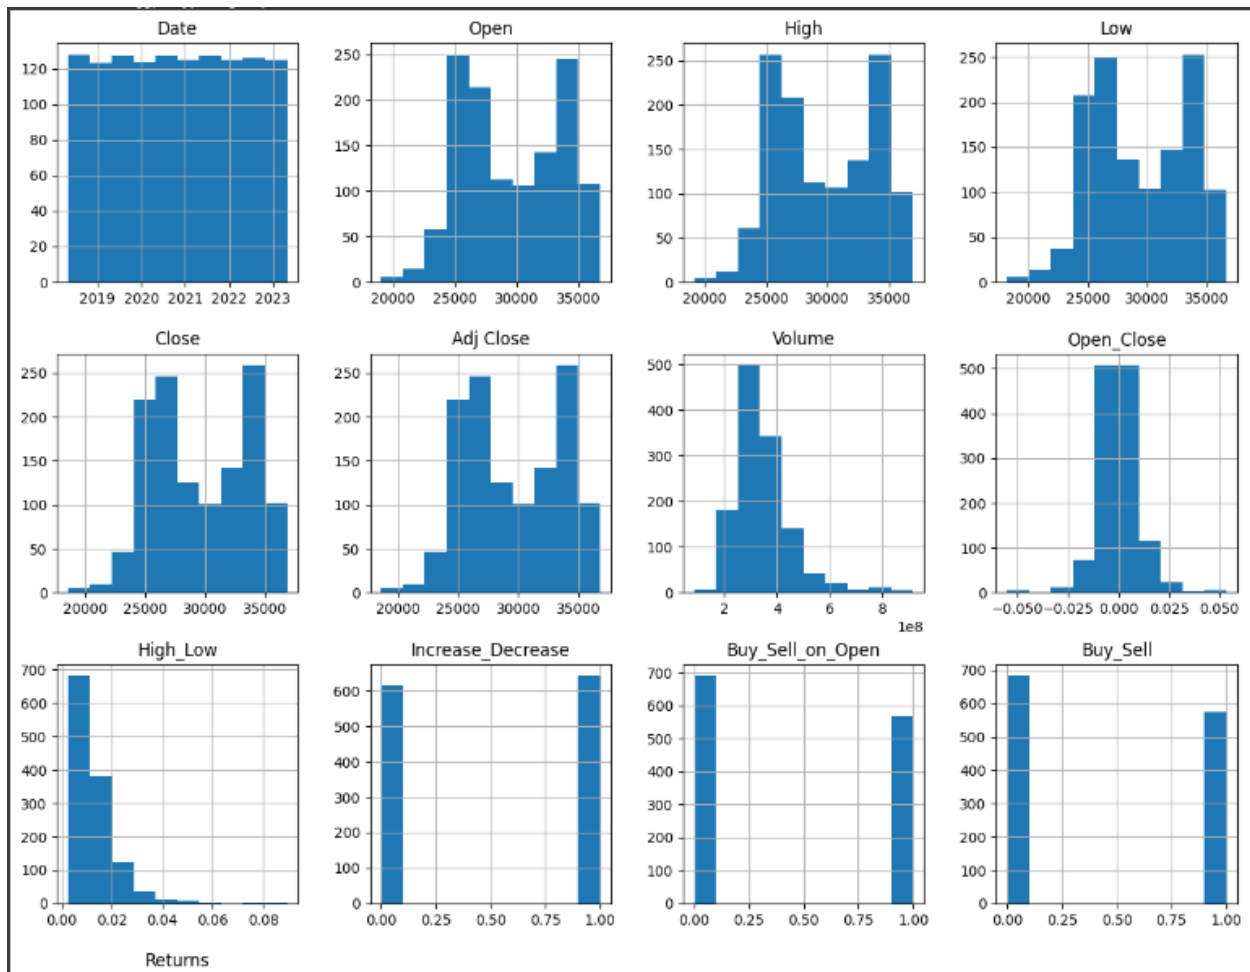 Date Open High Low
120 100 80 60 40 20 0
2019 2020 2021 2022 2023
250 200 150 100 50 0
20000 25000 30000 35000
250 200 150 100 50 0
20000 25000 30000 35000
250 200 150 100 50 0
20000 25000 30000 35000
Close Adj Close Volume Open_Close
250 200 150 100 50 0
20000 25000 30000 35000
250 200 150 100 50 0
20000 25000 30000 35000
500 400 300 200 100 0
2 4 6 8
1e8
500 400 300 200 100 0
−0.050 −0.025 0.000 0.025 0.050
High_Low Increase_Decrease Buy_Sell_on_Open Buy_Sell
700 600 500 400 300 200 100 0
0.00 0.02 0.04 0.06 0.08
600 500 400 300 200 100 0
0.00 0.25 0.50 0.75 1.00
700 600 500 400 300 200 100 0
0.00 0.25 0.50 0.75 1.00
700 600 500 400 300 200 100 0
0.00 0.25 0.50 0.75 1.00
Returns